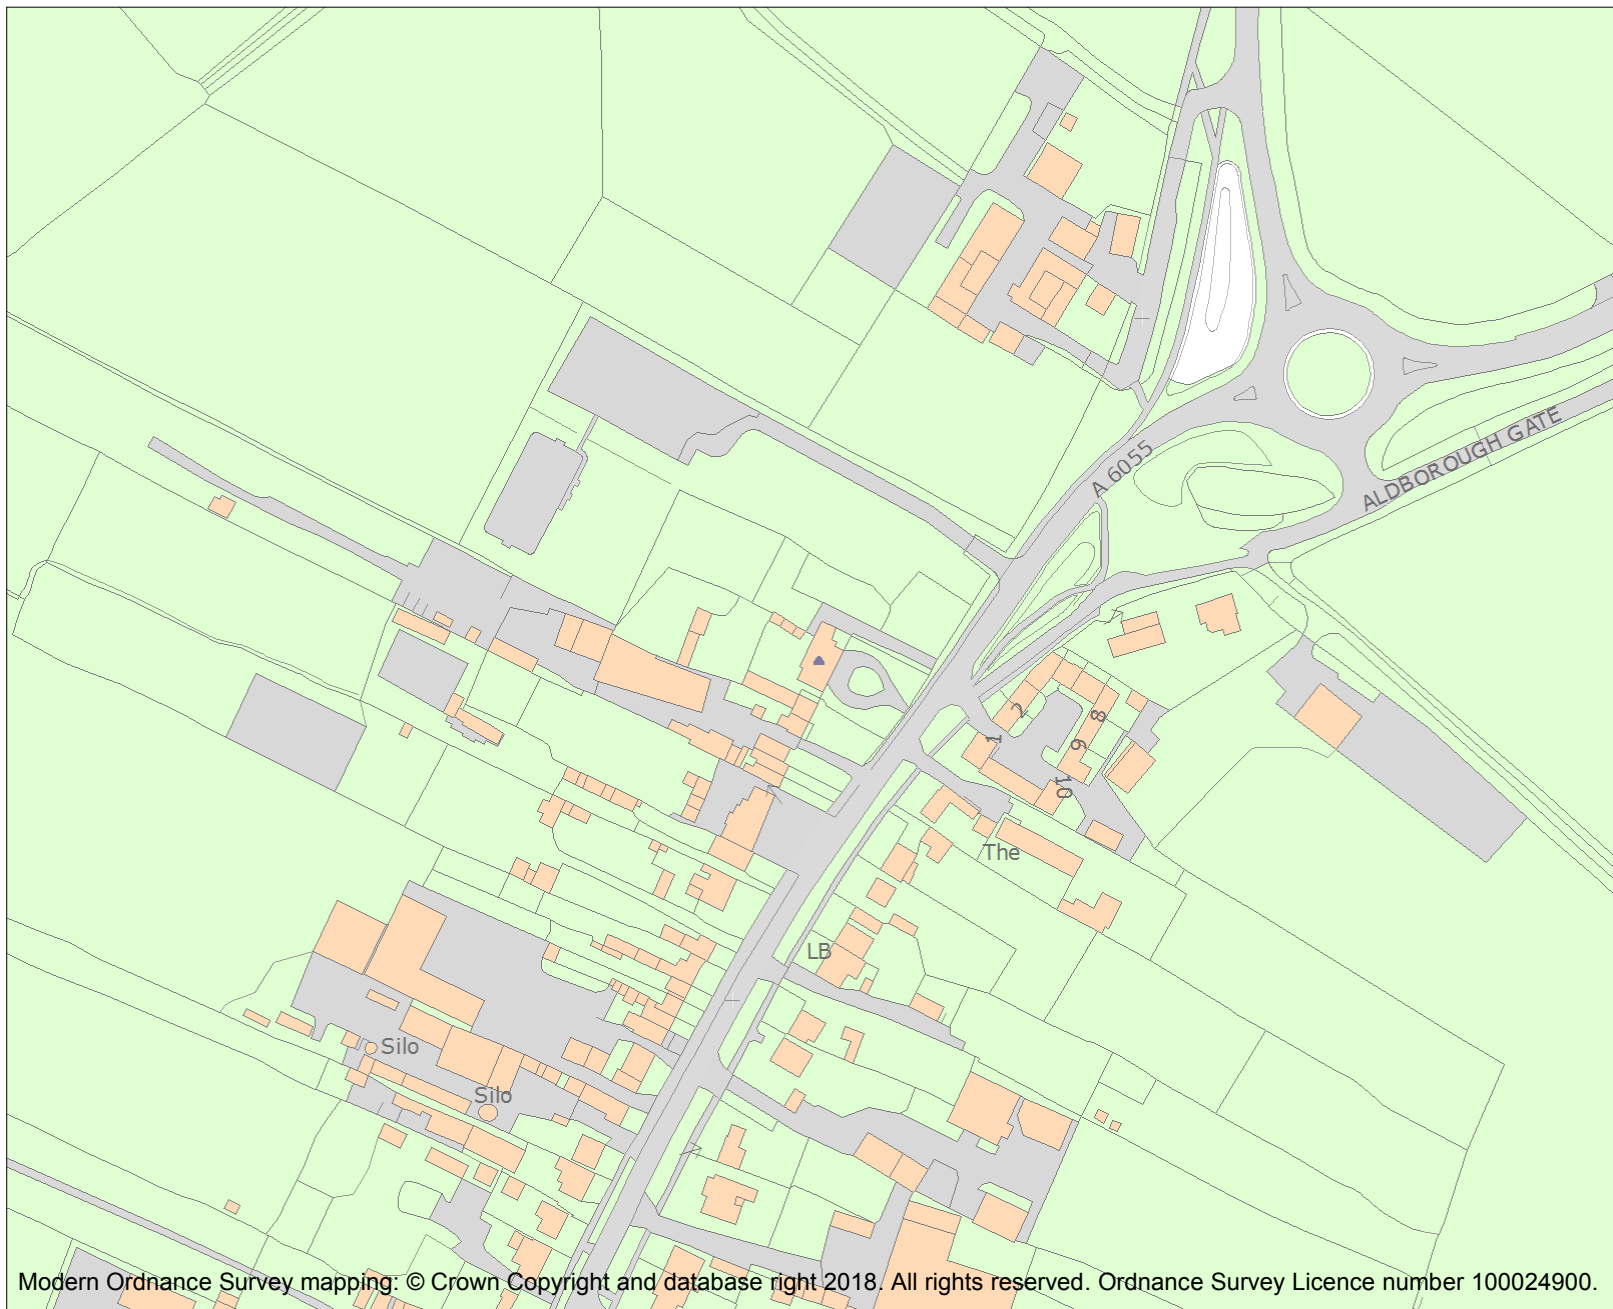 A 6055
ALDBOROUGH GATE
2
1
8
9
10
The
LB
Silo
Silo
Modern Ordnance Survey mapping: © Crown Copyright and database right 2018. All rights reserved. Ordnance Survey Licence number 100024900.